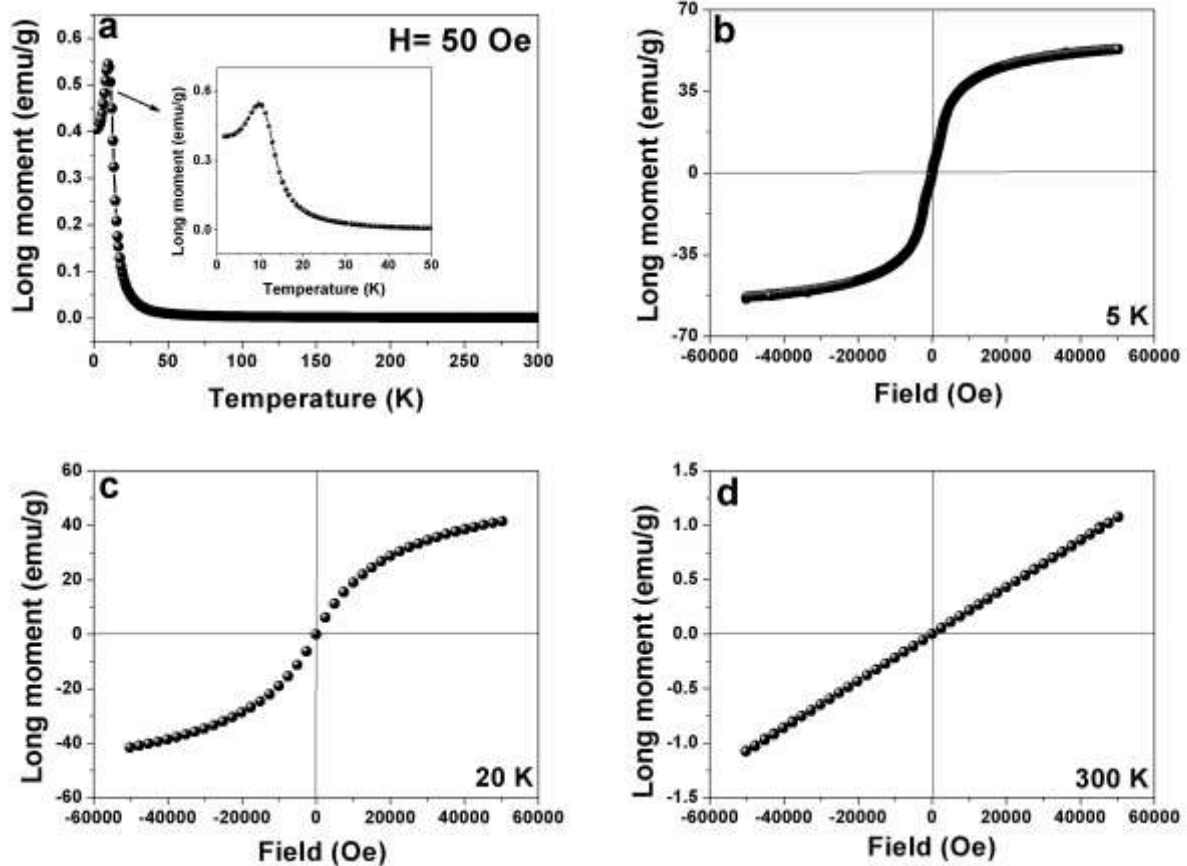 a
H= 50 Oe
Long moment (emu/g)
0.6
0.5
0.4
0.3
0.2
0.1
0.0
0 50 100 150 200 250 300
Temperature (K)
Long moment (emu/g)
0.6
0.3
0.0
0 10 20 30 40 50
Temperature (K)
b
Long moment (emu/g)
70
35
0
-35
-70
5 K
-60000 -40000 -20000 0 20000 40000 60000
Field (Oe)
c
Long moment (emu/g)
60
40
20
0
-20
-40
-60
20 K
-60000 -40000 -20000 0 20000 40000 60000
Field (Oe)
d
Long moment (emu/g)
1.5
1.0
0.5
0.0
-0.5
-1.0
-1.5
300 K
-60000 -40000 -20000 0 20000 40000 60000
Field (Oe)